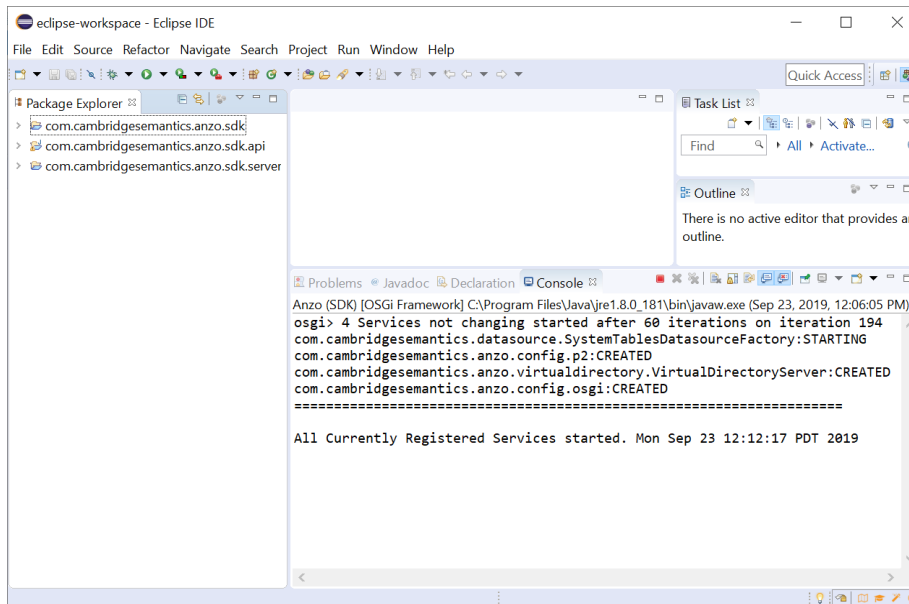 eclipse-workspace - Eclipse IDE
File Edit Source Refactor Navigate Search Project Run Window Help
Quick Access
Package Explorer
com.cambridgesemantics.anzo.sdk
com.cambridgesemantics.anzo.sdk.api
com.cambridgesemantics.anzo.sdk.server
Task List
Find All Activate...
Outline
There is no active editor that provides an
outline.
Problems Javadoc Declaration Console
Anzo (SDK) [OSGi Framework] C:\Program Files\Java\jre1.8.0_181\bin\javaw.exe (Sep 23, 2019, 12:06:05 PM)
osgi> 4 Services not changing started after 60 iterations on iteration 194
com.cambridgesemantics.datasource.SystemTablesDatasourceFactory:STARTING
com.cambridgesemantics.anzo.config.p2:CREATED
com.cambridgesemantics.anzo.virtualdirectory.VirtualDirectoryServer:CREATED
com.cambridgesemantics.anzo.config.osgi:CREATED
====================================================================
All Currently Registered Services started. Mon Sep 23 12:12:17 PDT 2019